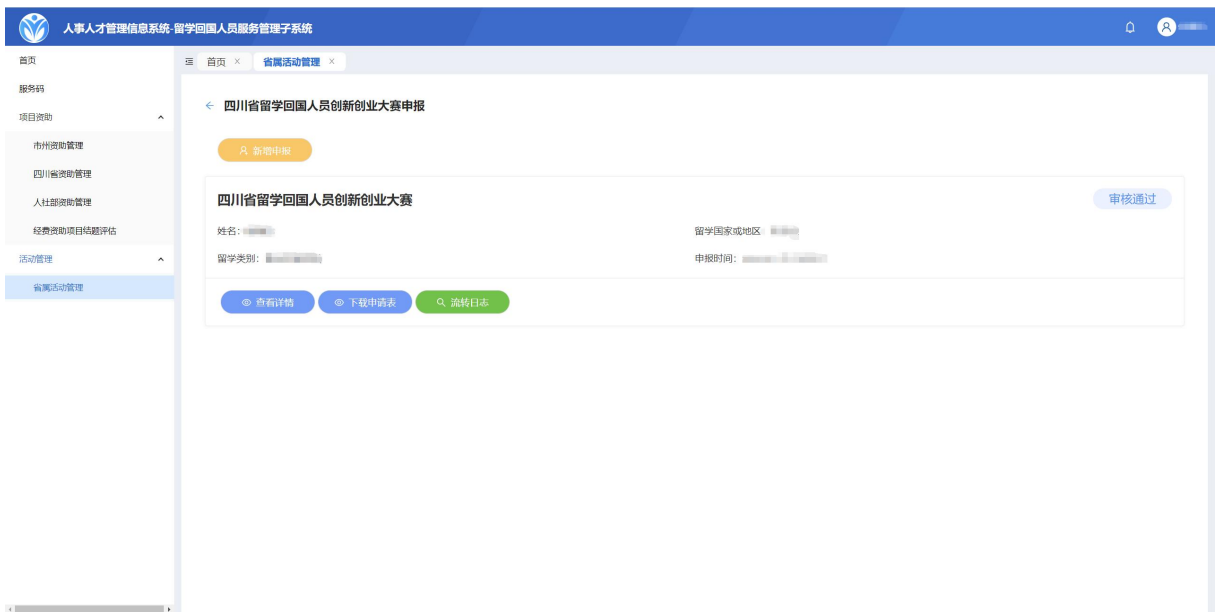 人事人才管理信息系统-留学回国人员服务管理子系统
首页
服务码
项目资助
市州资助管理
四川省资助管理
人社部资助管理
经费资助项目结题评估
活动管理
省属活动管理
首页 × 省属活动管理 ×
← 四川省留学回国人员创新创业大赛申报
新增申报
四川省留学回国人员创新创业大赛
审核通过
姓名:
留学国家或地区:
留学类别:
申报时间:
查看详情 下载申请表 流转日志